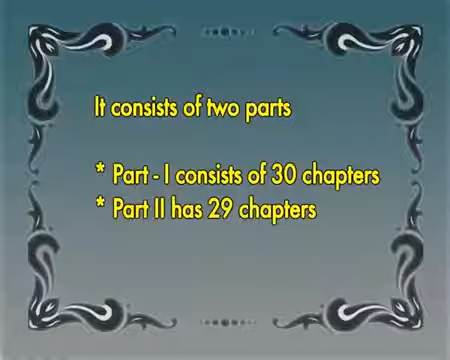 It consists of two parts
* Part - I consists of 30 chapters
* Part II has 29 chapters